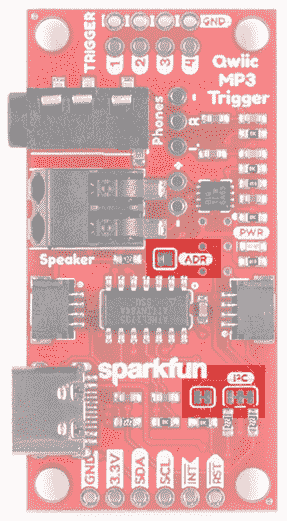 TRIGGER
GND
1 2 3 4
Qwiic
MP3
Trigger
Phones
- R L
+ -
PWR
Speaker
ADR
sparkfun
I²C
GND 3.3V SDA SCL INT RST